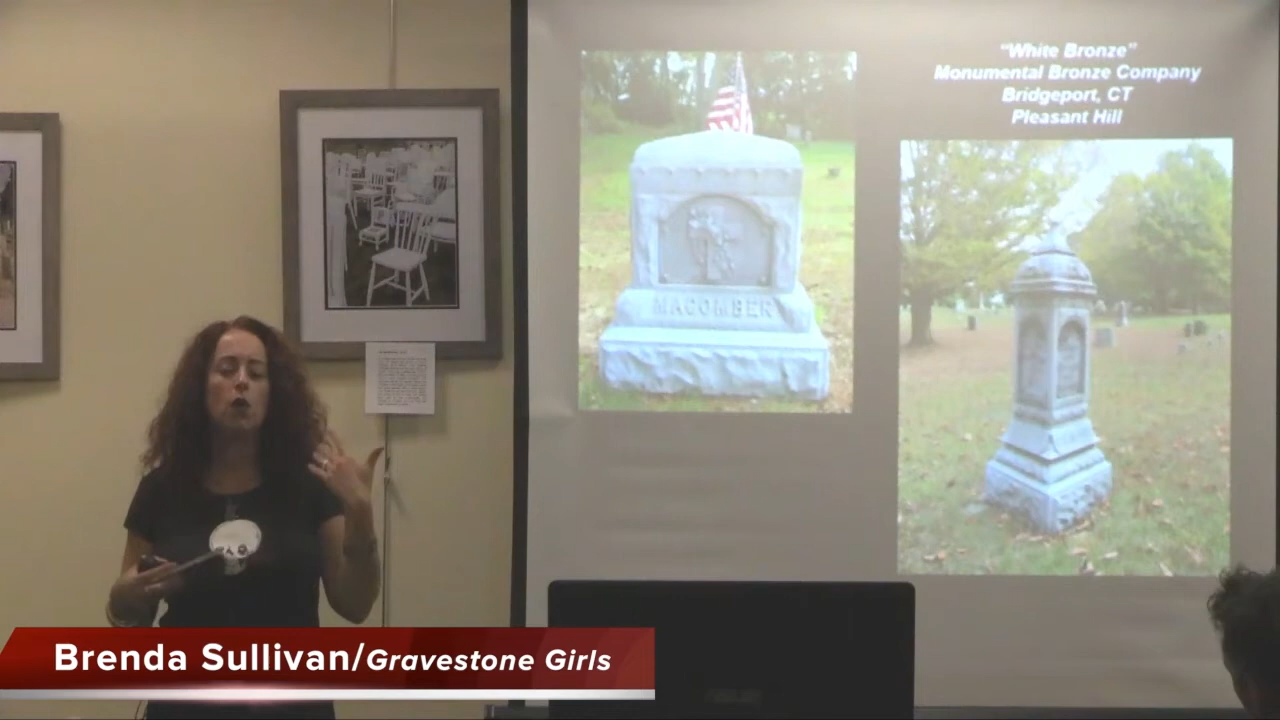 "White Bronze"
Monumental Bronze Company
Bridgeport, CT
Pleasant Hill
MACOMBER
Brenda Sullivan/Gravestone Girls